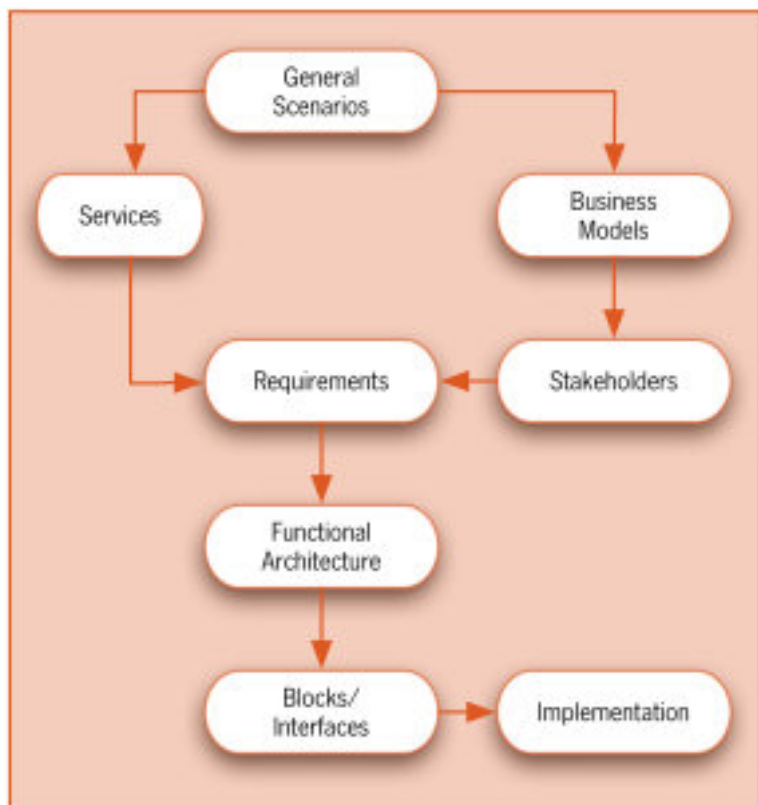 General
Scenarios
Services
Business
Models
Requirements
Stakeholders
Functional
Architecture
Blocks/
Interfaces
Implementation